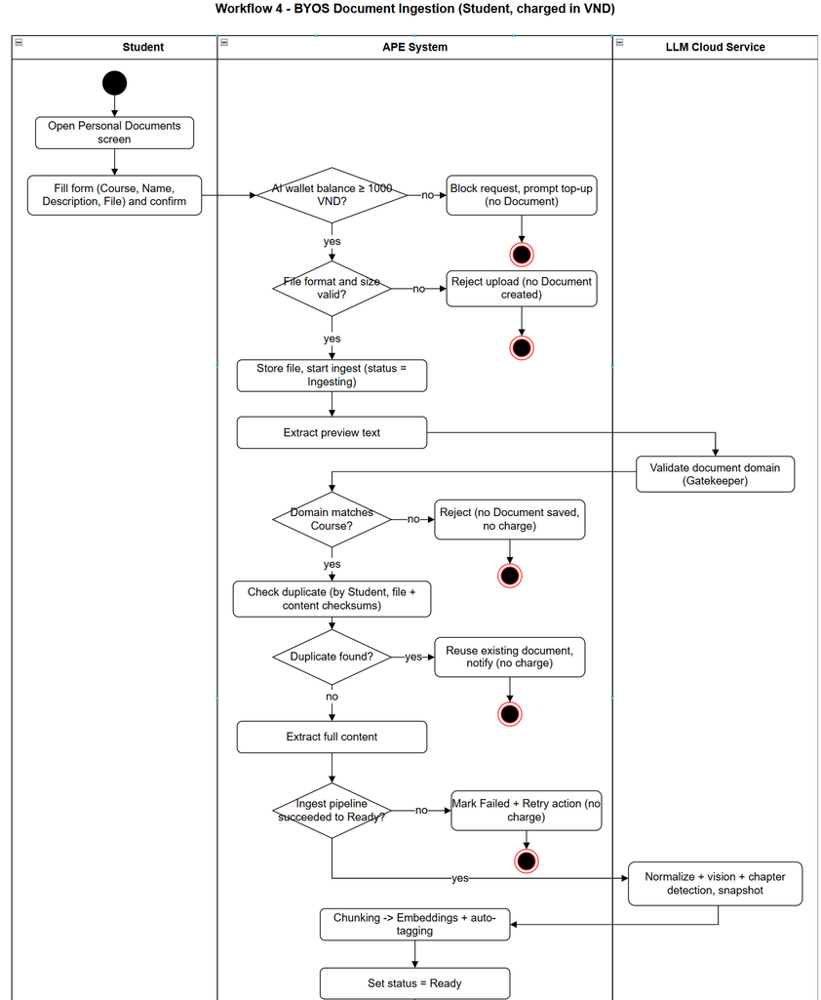 Workflow 4 - BYOS Document Ingestion (Student, charged in VND)
Student
APE System
LLM Cloud Service
Open Personal Documents
screen
Fill form (Course, Name,
Description, File) and confirm
AI wallet balance ≥ 1000
VND?
no
Block request, prompt top-up
(no Document)
yes
File format and size
valid?
no
Reject upload (no Document
created)
yes
Store file, start ingest (status =
Ingesting)
Extract preview text
Validate document domain
(Gatekeeper)
Domain matches
Course?
no
Reject (no Document saved,
no charge)
yes
Check duplicate (by Student, file +
content checksums)
Duplicate found?
yes
Reuse existing document,
notify (no charge)
no
Extract full content
Ingest pipeline
succeeded to Ready?
no
Mark Failed + Retry action (no
charge)
yes
Normalize + vision + chapter
detection, snapshot
Chunking -> Embeddings + auto-
tagging
Set status = Ready